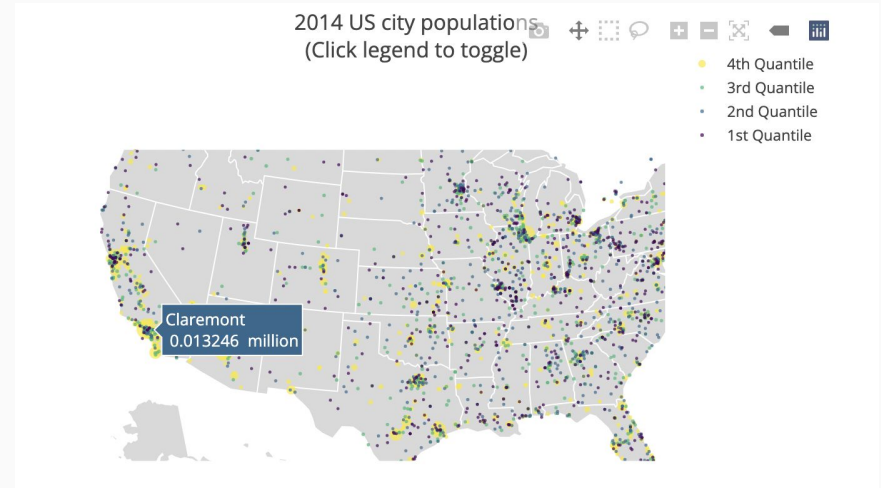 2014 US city populations
(Click legend to toggle)
4th Quantile
3rd Quantile
2nd Quantile
1st Quantile
Claremont
0.013246 million